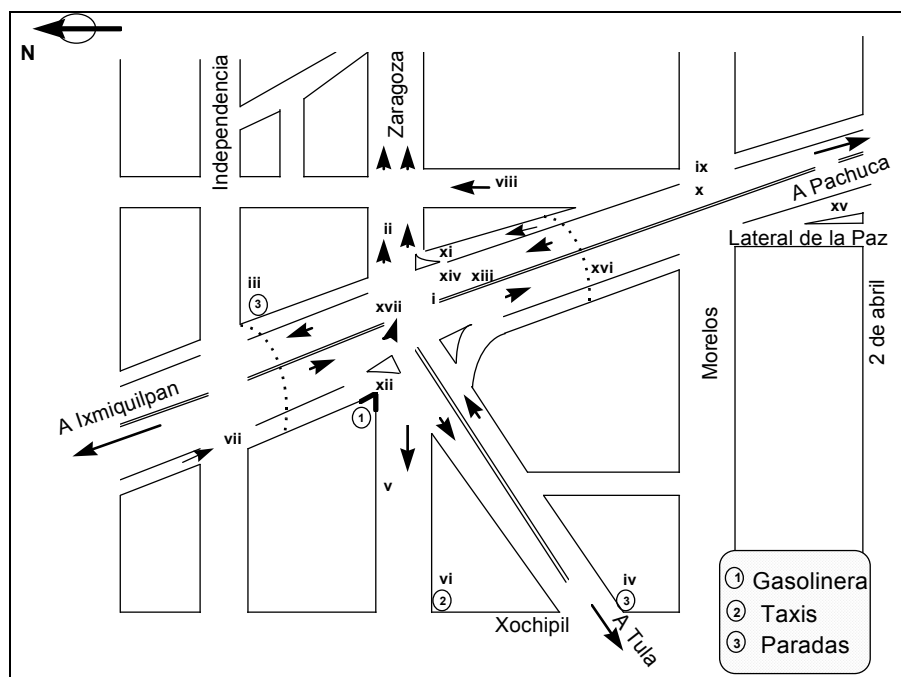 N
Independencia
Zaragoza
viii
ix
x
A Pachuca
xv
Lateral de la Paz
ii
xi
xiv xiii
xvi
i
iii
3
xvii
Morelos
2 de abril
xii
1
A Ixmiquilpan
vii
v
vi
2
iv
3
Xochipil
A Tula
1 Gasolinera
2 Taxis
3 Paradas